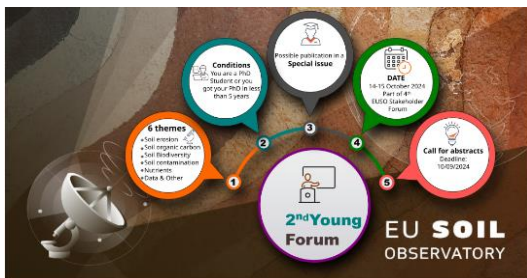 6 themes
Soil erosion
Soil organic carbon
Soil Biodiversity
Soil contamination
Nutrients
Data & Other
1
Conditions
You are a PhD
Student or you
got your PhD in less
than 5 years
2
Possible publication in a
Special issue
3
DATE
14-15 October 2024
Part of 4th
EUSO Stakeholder
Forum
4
Call for abstracts
Deadline:
10/09/2024
5
2nd Young
Forum
EU SOIL
OBSERVATORY